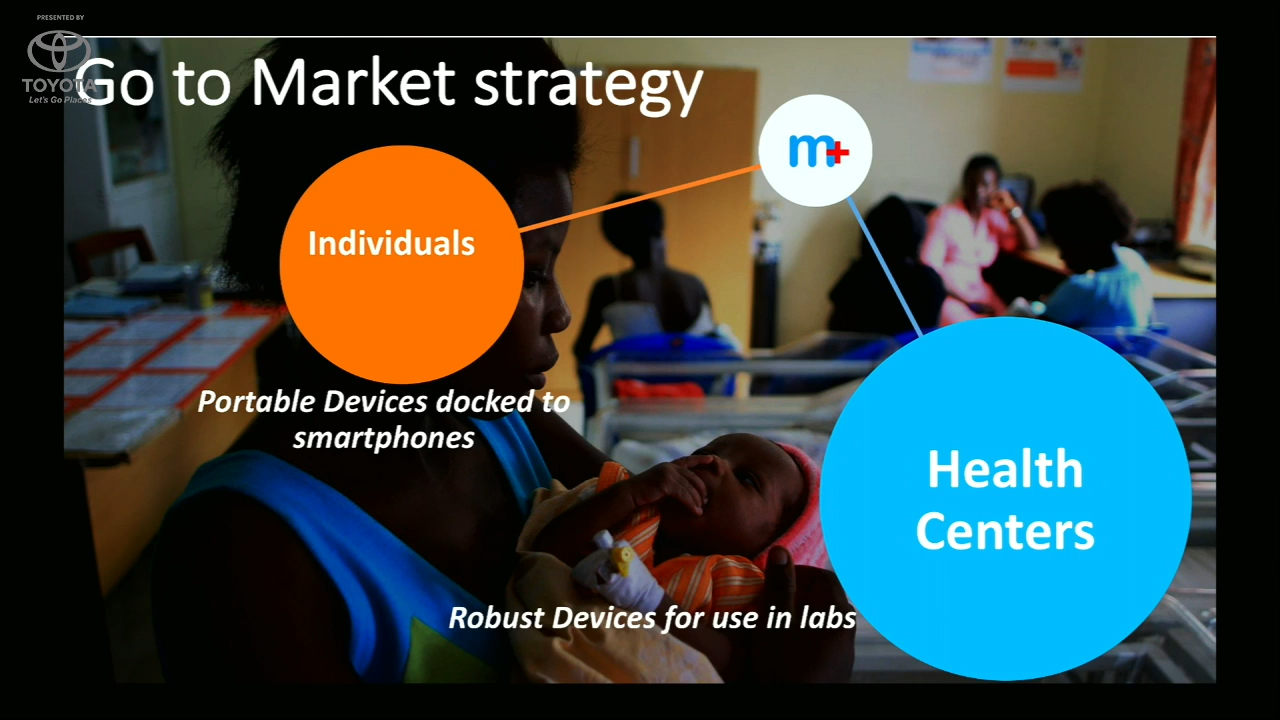 PRESENTED BY
TOYOTA
Let's Go Places
Go to Market strategy
m+
Individuals
Portable Devices docked to
smartphones
Health
Centers
Robust Devices for use in labs